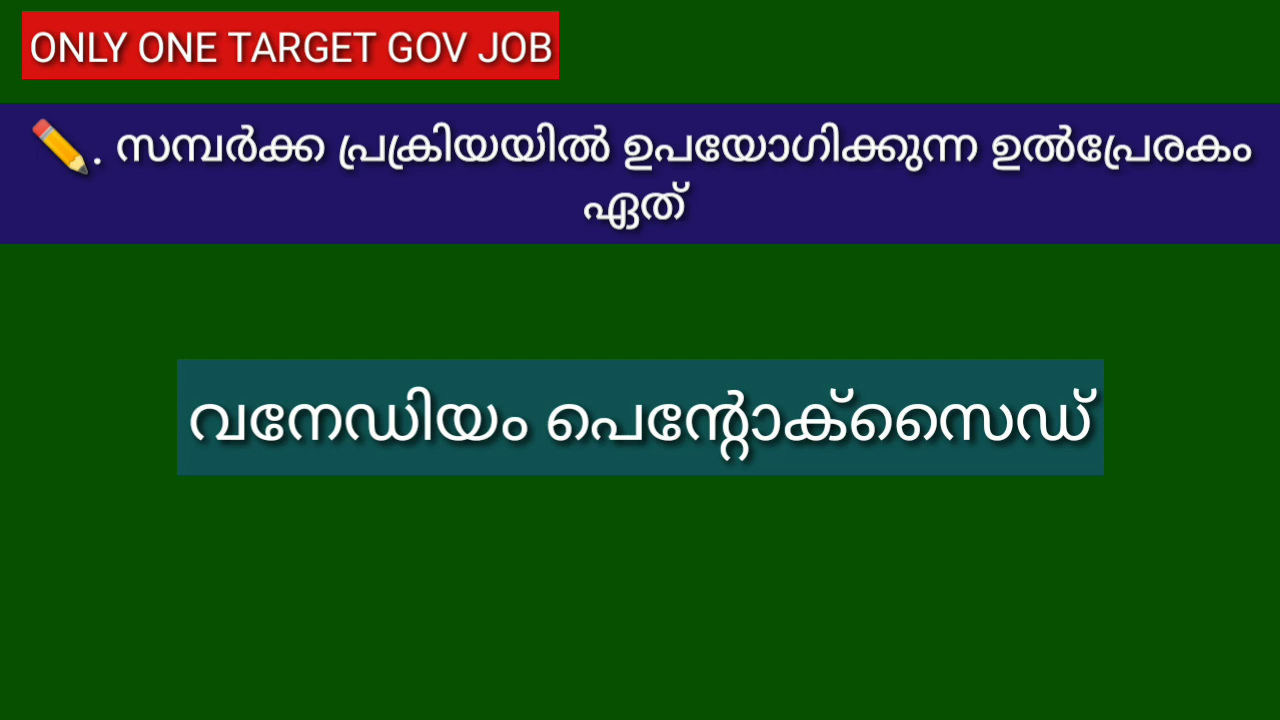 ONLY ONE TARGET GOV JOB
✏️. സമ്പർക്ക പ്രക്രിയയിൽ ഉപയോഗിക്കുന്ന ഉൽപ്രേരകം
ഏത്
വനേഡിയം പെന്റോക്സൈഡ്